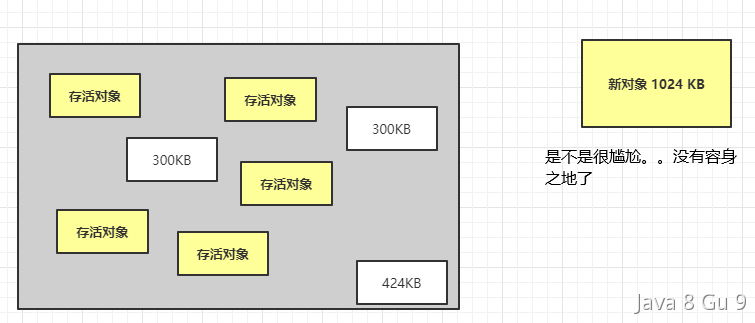 存活对象
存活对象
新对象 1024 KB
300KB
300KB
是不是很尴尬。。没有容身
之地了
存活对象
存活对象
存活对象
424KB
Java 8 Gu 9